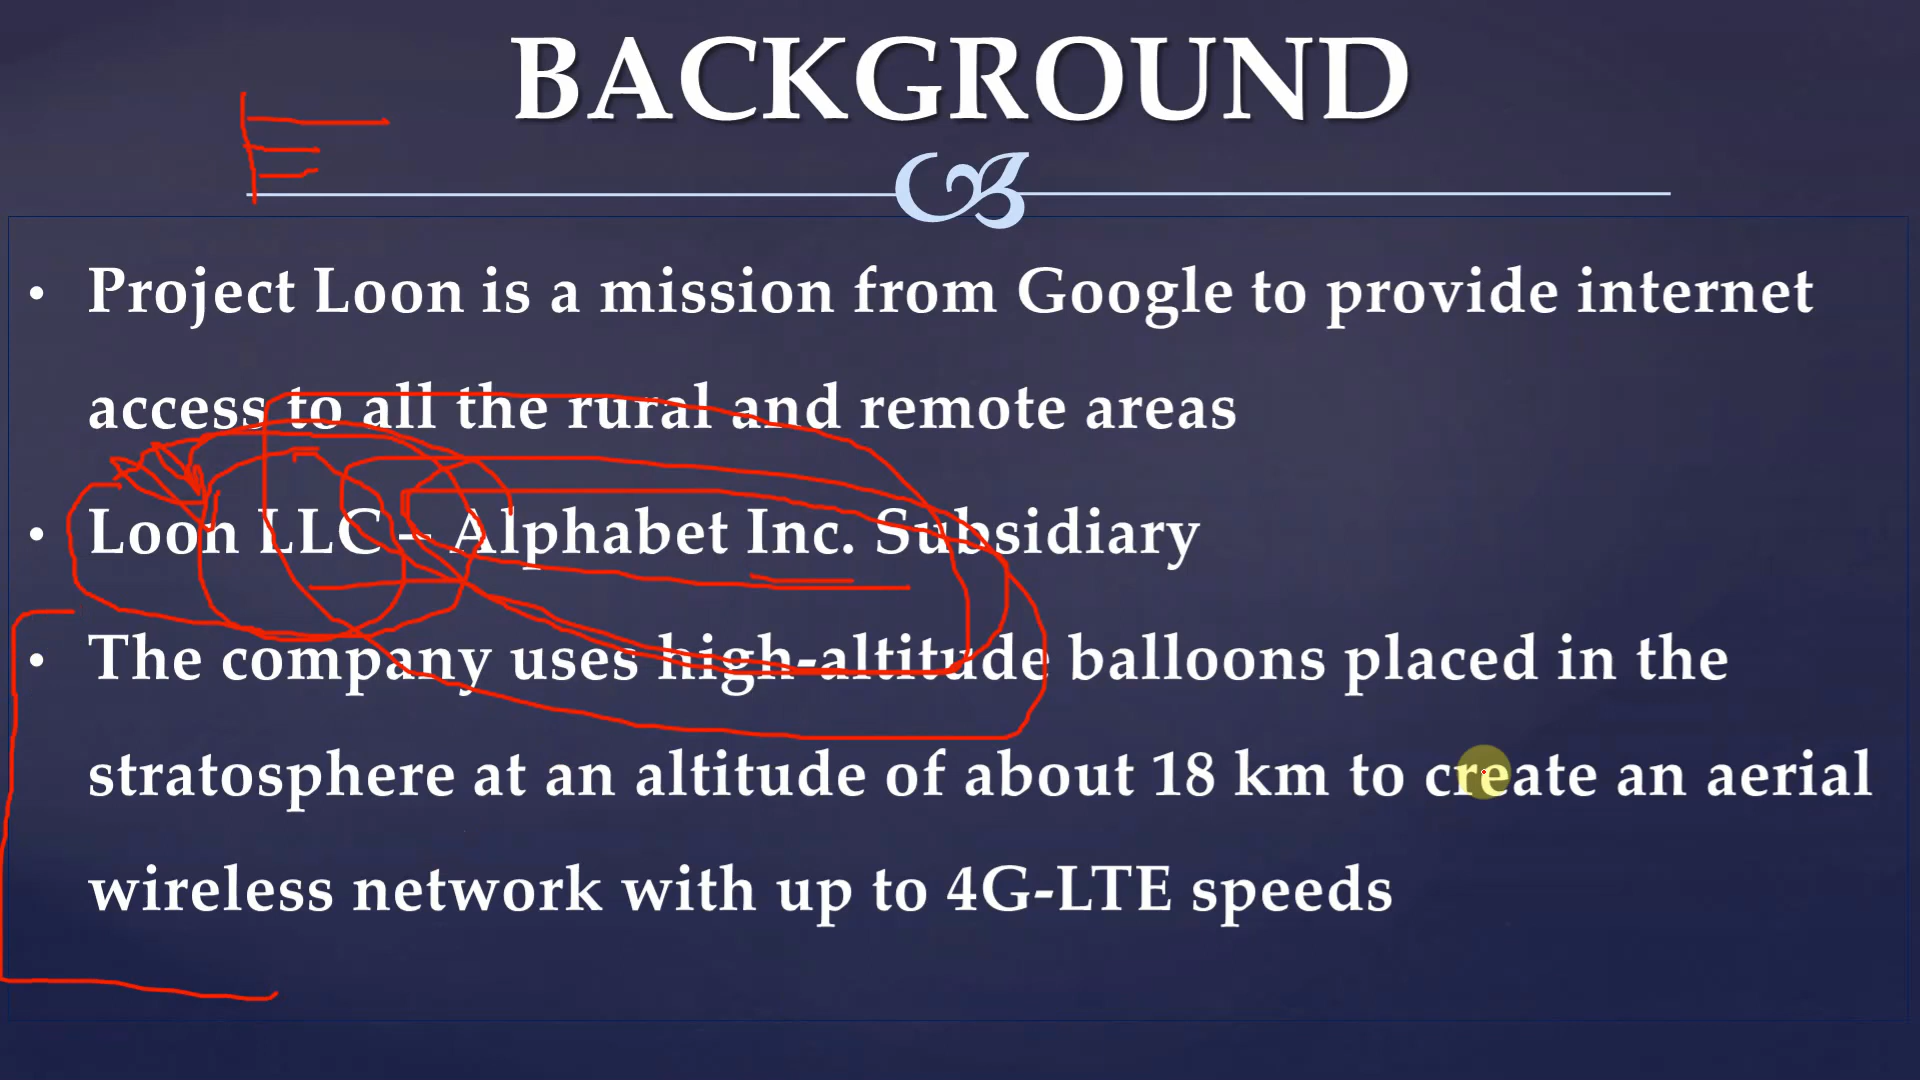 BACKGROUND
• Project Loon is a mission from Google to provide internet
access to all the rural and remote areas
• Loon LLC – Alphabet Inc. Subsidiary
• The company uses high-altitude balloons placed in the
stratosphere at an altitude of about 18 km to create an aerial
wireless network with up to 4G-LTE speeds